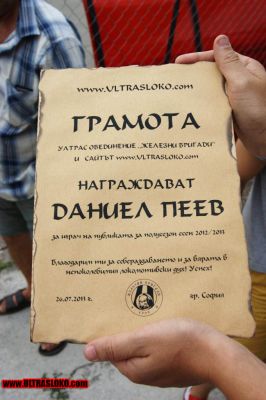 www.ULTRASLOKO.com
ГРАМОТА
УЛТРАС ОБЕДИНЕНИЕ „ЖЕЛЕЗНИ БРИГАДИ"
И САЙТЪТ www.ULTRASLOKO.com
НАГРАЖДАВАТ
ДАНИЕЛ ПЕЕВ
за играч на публиката за полусезон есен 2012/2013
Благодарим ти за себераздаването и за вярата в
непоколебимия локомотивски дух! Успех!
26.07.2013 г.
гр. София
www.ULTRASLOKO.com